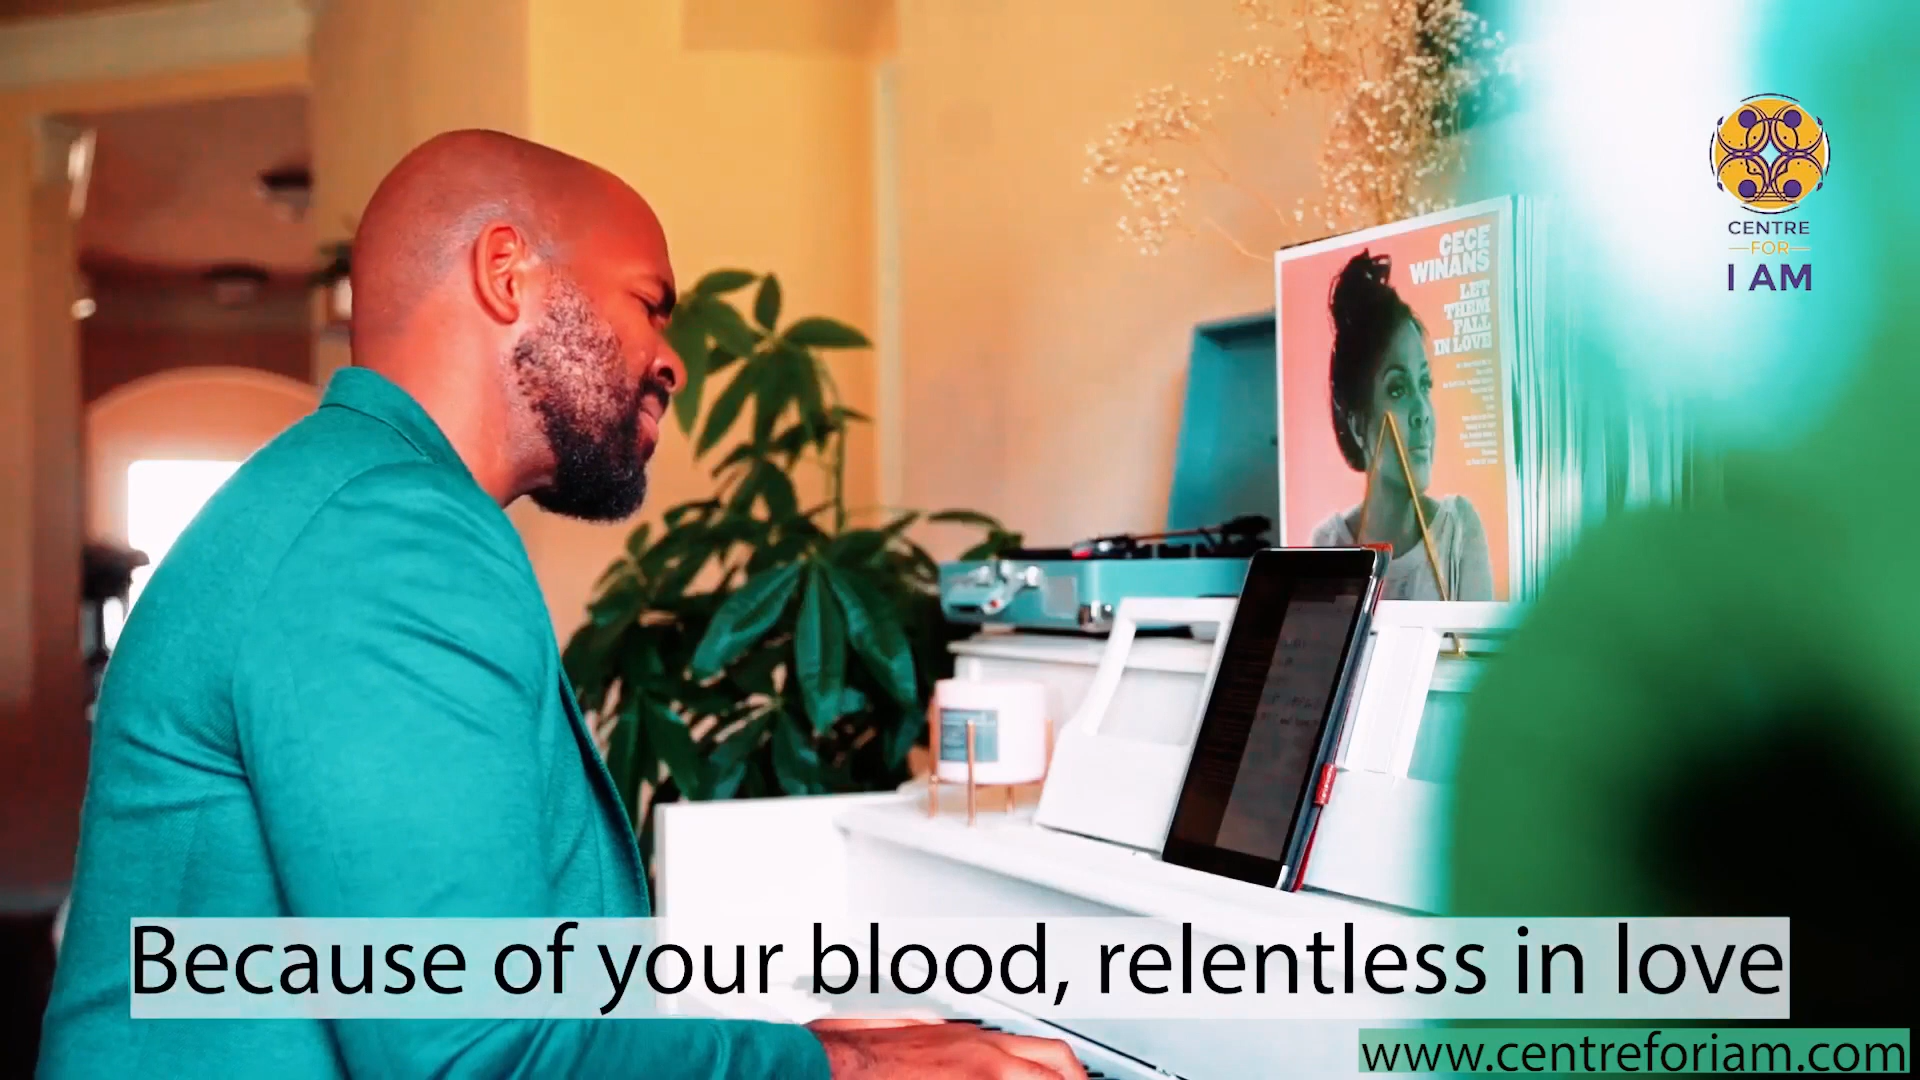 CENTRE
FOR
I AM
CECE
WINANS
LET
THEM
FALL
IN LOVE
Because of your blood, relentless in love
www.centreforiam.com